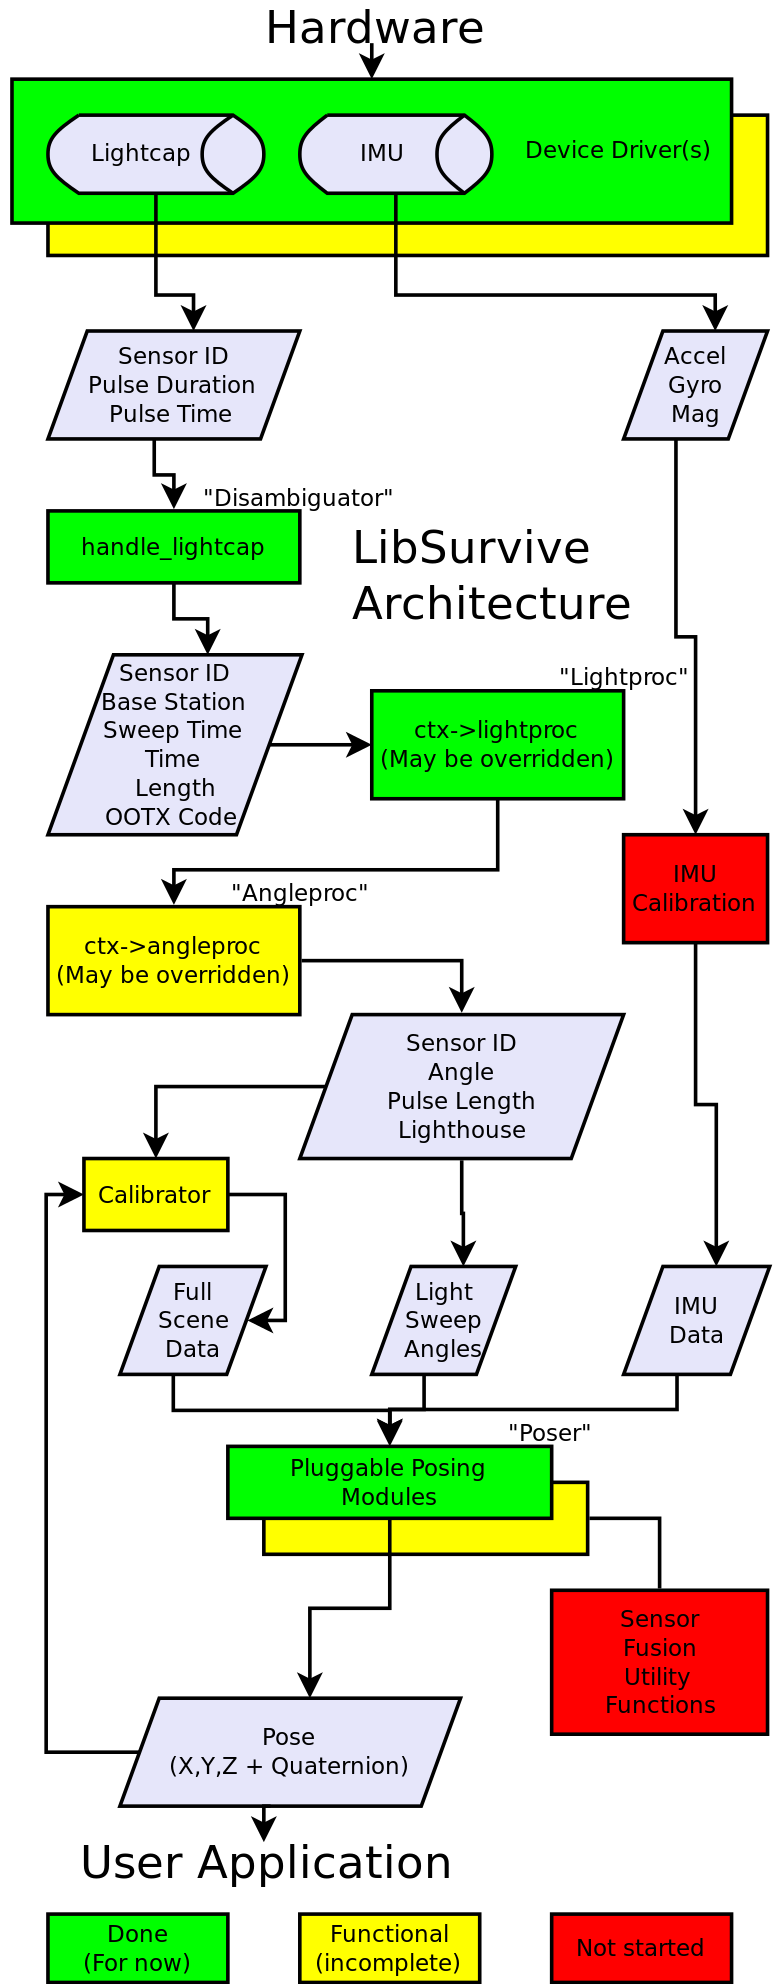 Hardware
Lightcap
IMU
Device Driver(s)
Sensor ID
Pulse Duration
Pulse Time
Accel
Gyro
Mag
"Disambiguator"
handle_lightcap
LibSurvive
Architecture
Sensor ID
Base Station
Sweep Time
Time
Length
OOTX Code
"Lightproc"
ctx->lightproc
(May be overridden)
IMU
Calibration
"Angleproc"
ctx->angleproc
(May be overridden)
Sensor ID
Angle
Pulse Length
Lighthouse
Calibrator
Full
Scene
Data
Light
Sweep
Angles
IMU
Data
"Poser"
Pluggable Posing
Modules
Sensor
Fusion
Utility
Functions
Pose
(X,Y,Z + Quaternion)
User Application
Done
(For now)
Functional
(incomplete)
Not started